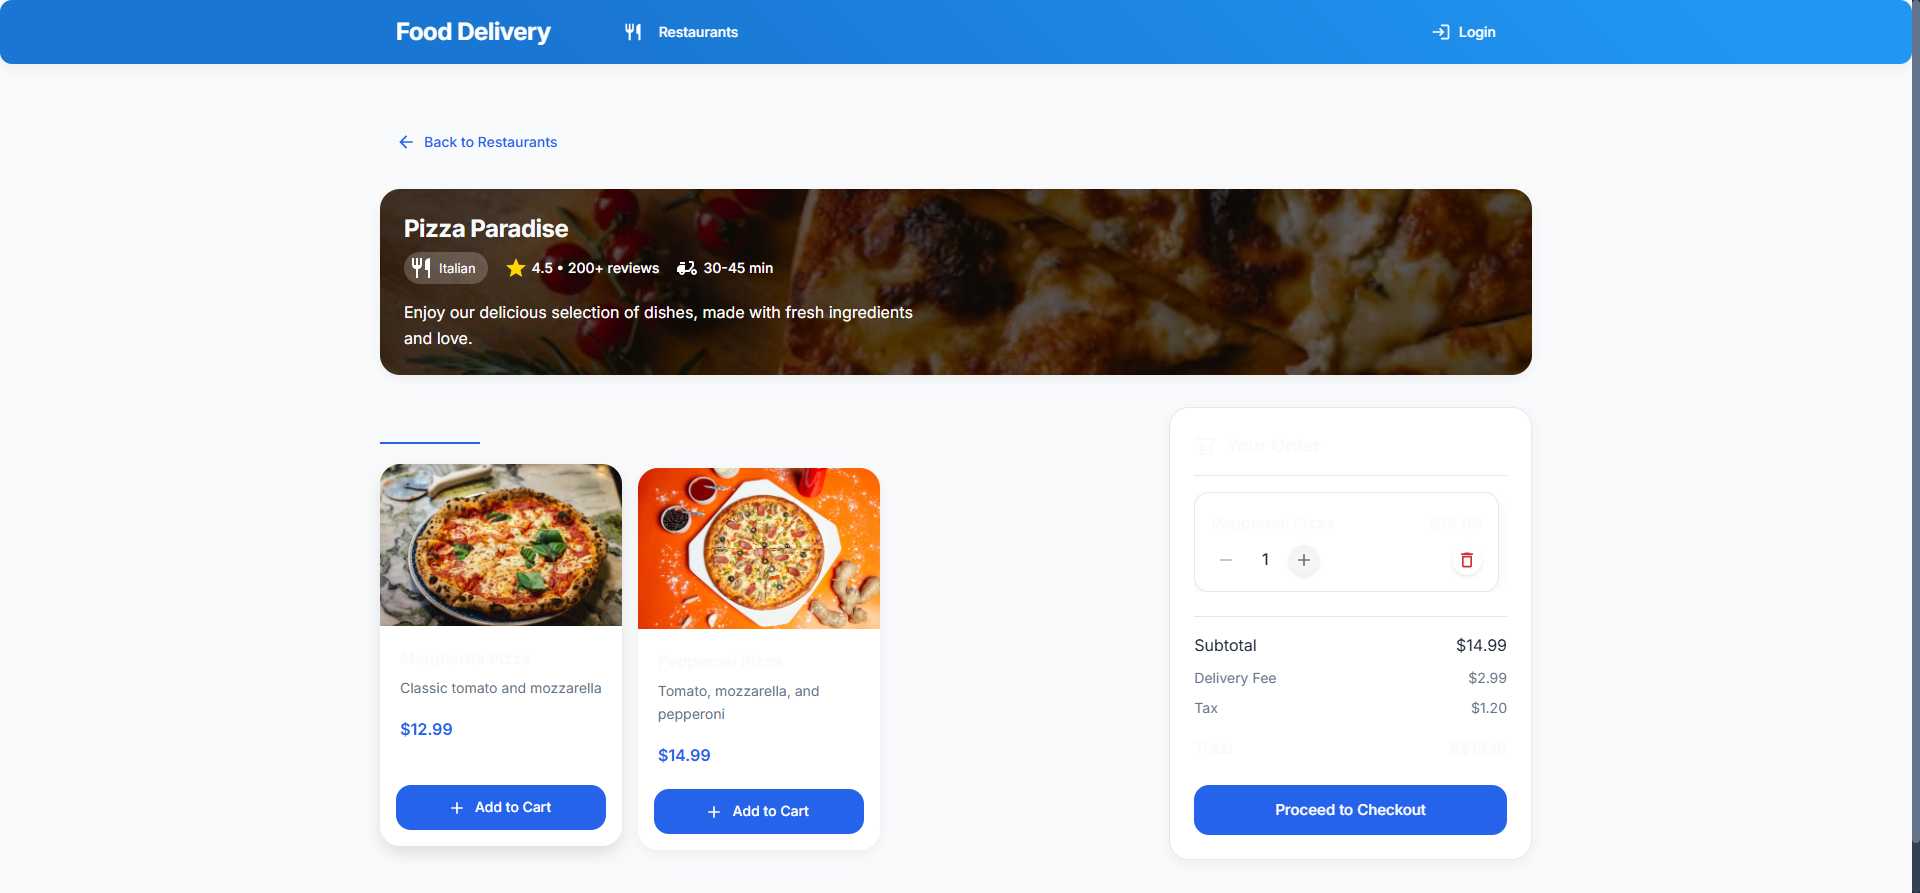 Food Delivery
Restaurants
Login
Back to Restaurants
Pizza Paradise
Italian
4.5 • 200+ reviews
30-45 min
Enjoy our delicious selection of dishes, made with fresh ingredients
and love.
Margherita Pizza
Classic tomato and mozzarella
$12.99
Add to Cart
Pepperoni Pizza
Tomato, mozzarella, and
pepperoni
$14.99
Add to Cart
Your Order
Pepperoni Pizza
$14.99
1
Subtotal
$14.99
Delivery Fee
$2.99
Tax
$1.20
Total
$$19.18
Proceed to Checkout